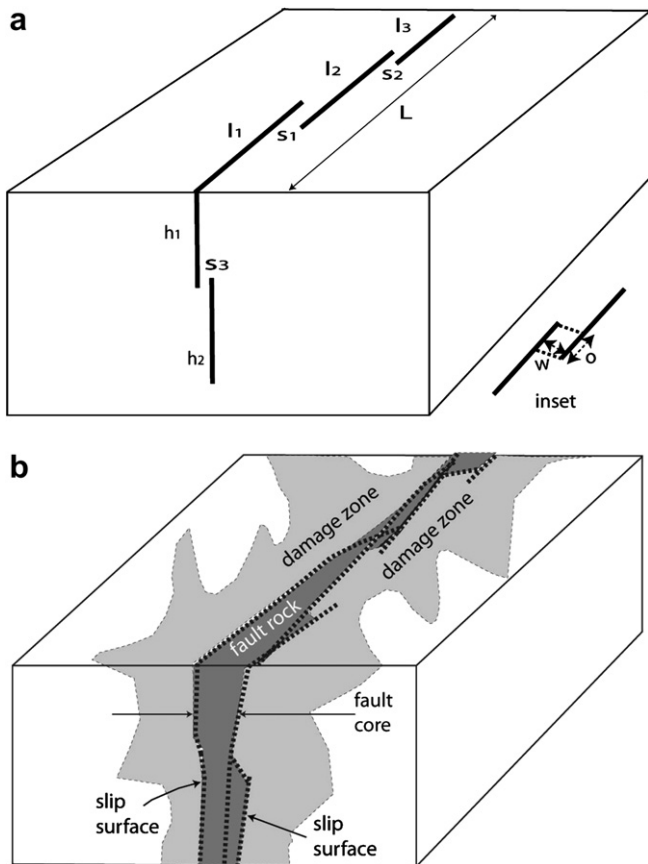 a
l3
l2
s2
L
l1
s1
h1
s3
h2
w
o
inset
b
damage zone
damage zone
fault rock
fault
core
slip
surface
slip
surface